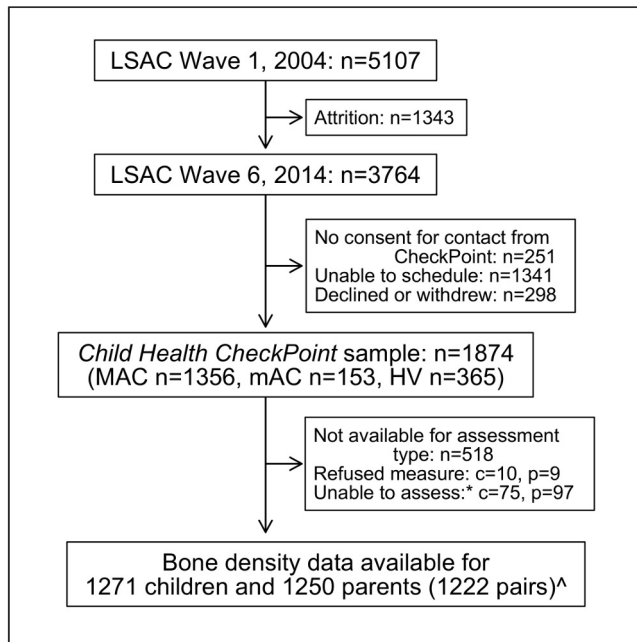 LSAC Wave 1, 2004: n=5107
Attrition: n=1343
LSAC Wave 6, 2014: n=3764
No consent for contact from
CheckPoint: n=251
Unable to schedule: n=1341
Declined or withdrew: n=298
Child Health CheckPoint sample: n=1874
(MAC n=1356, mAC n=153, HV n=365)
Not available for assessment
type: n=518
Refused measure: c=10, p=9
Unable to assess:* c=75, p=97
Bone density data available for
1271 children and 1250 parents (1222 pairs)^